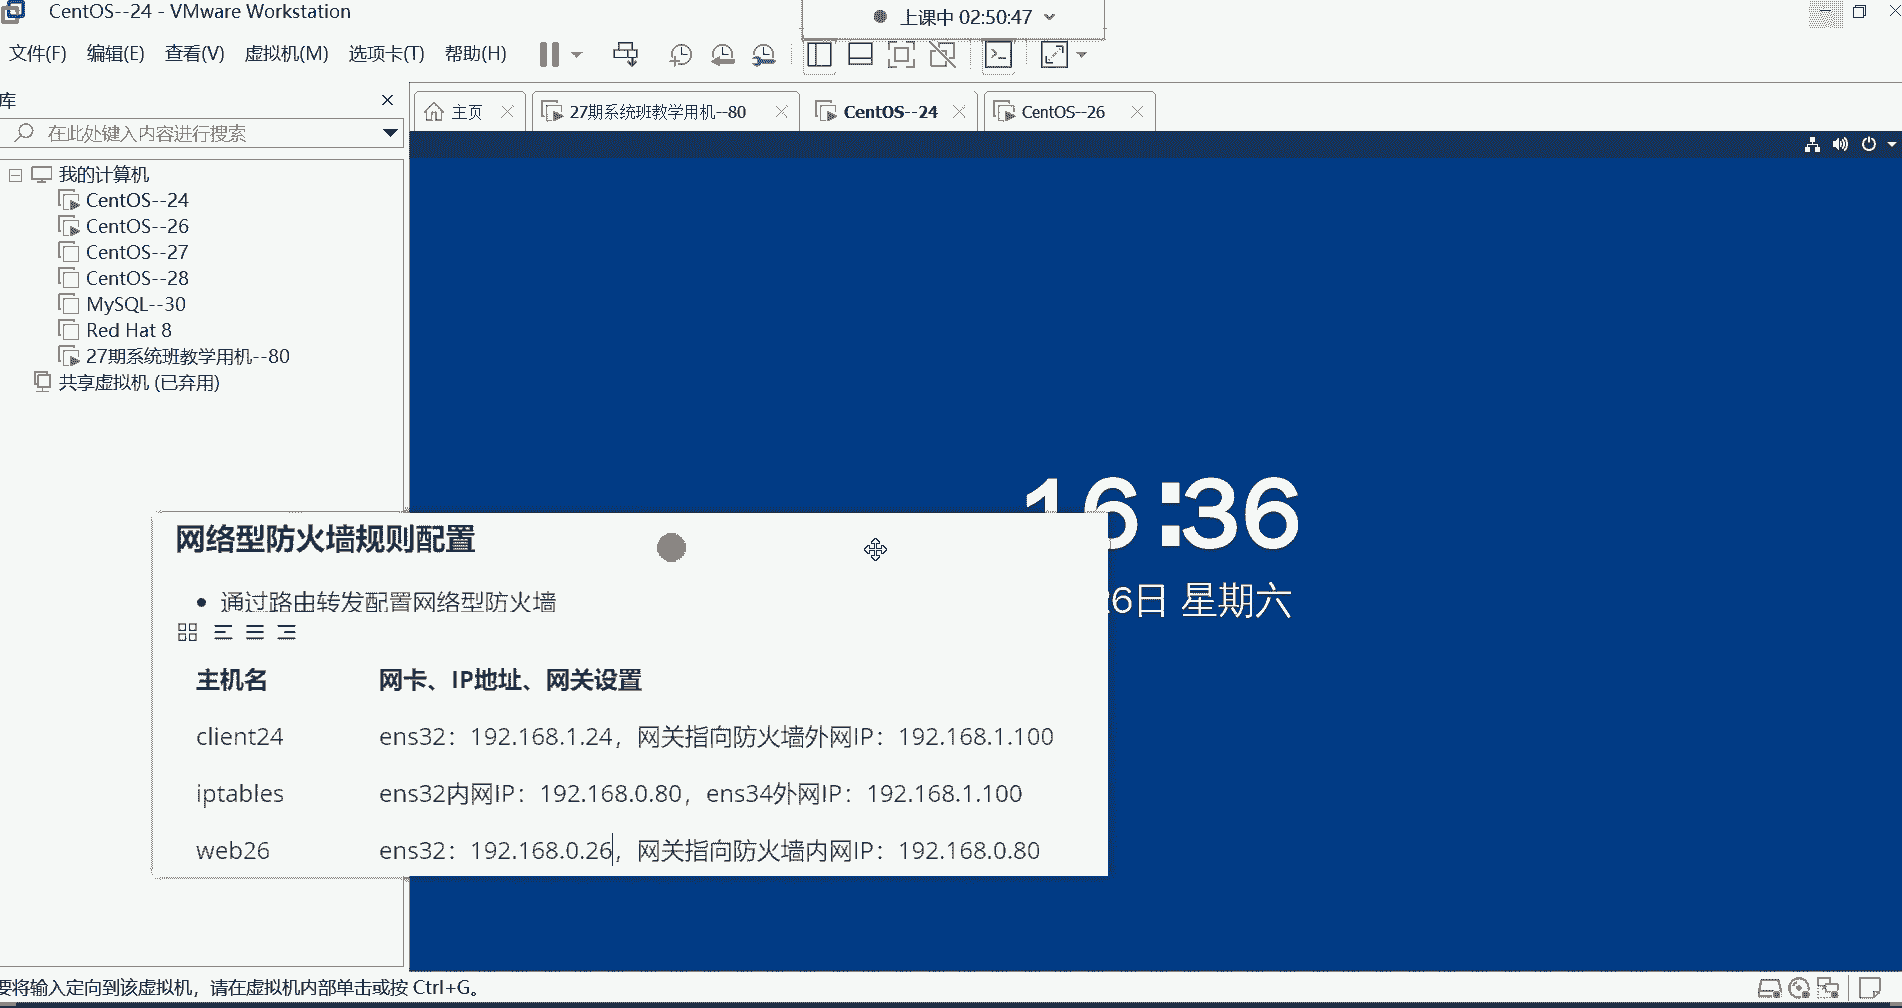 CentOS--24 - VMware Workstation
上课中 02:50:47
文件(F) 编辑(E) 查看(V) 虚拟机(M) 选项卡(T) 帮助(H)
库
在此处键入内容进行搜索
主页
27期系统班教学用机--80
CentOS--24
CentOS--26
我的计算机
CentOS--24
CentOS--26
CentOS--27
CentOS--28
MySQL--30
Red Hat 8
27期系统班教学用机--80
共享虚拟机 (已弃用)
16:36
26日 星期六
网络型防火墙规则配置
通过路由转发配置网络型防火墙
主机名 网卡、IP地址、网关设置
client24 ens32：192.168.1.24，网关指向防火墙外网IP：192.168.1.100
iptables ens32内网IP：192.168.0.80，ens34外网IP：192.168.1.100
web26 ens32：192.168.0.26，网关指向防火墙内网IP：192.168.0.80
要将输入定向到该虚拟机，请在虚拟机内部单击或按 Ctrl+G。